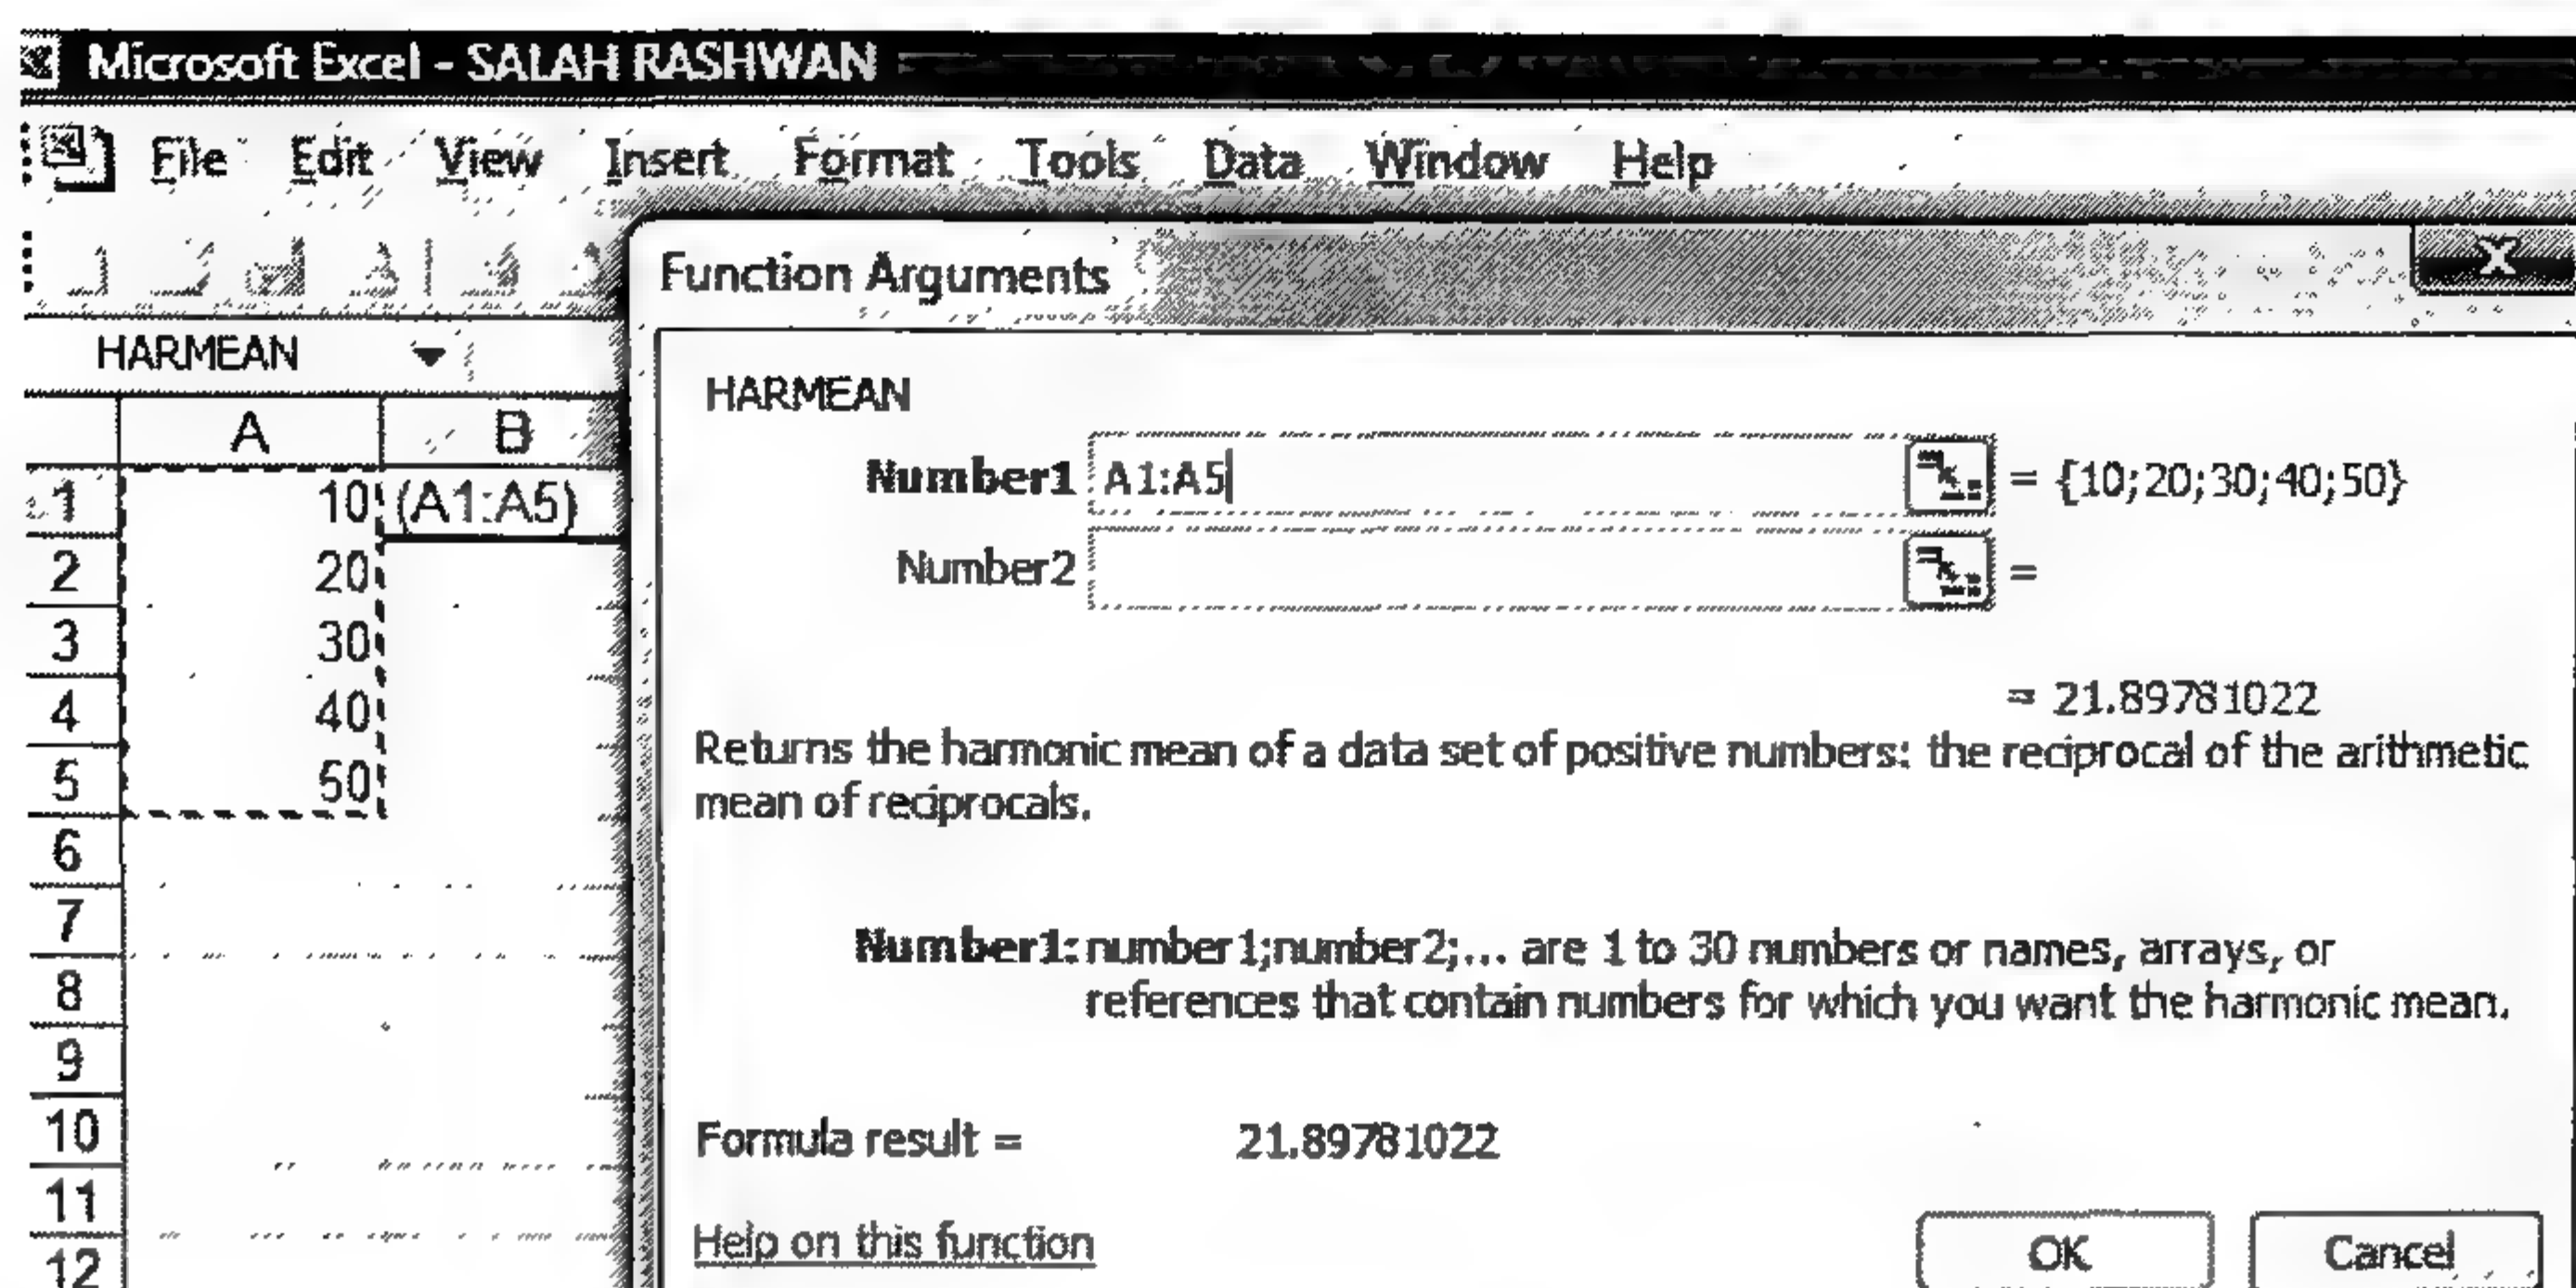 Microsoft Excel - SALAH RASHWAN
File Edit View Insert Format Tools Data Window Help
Function Arguments X
HARMEAN
HARMEAN
A B
Number1 A1:A5 = {10;20;30;40;50}
1 10 (A1:A5)
Number2 =
2 20
3 30
4 40
= 21.89781022
Returns the harmonic mean of a data set of positive numbers: the reciprocal of the arithmetic
mean of reciprocals.
5 50
6
7
Number1: number1;number2;... are 1 to 30 numbers or names, arrays, or
references that contain numbers for which you want the harmonic mean.
8
9
10
Formula result = 21.89781022
11
12
Help on this function
OK Cancel